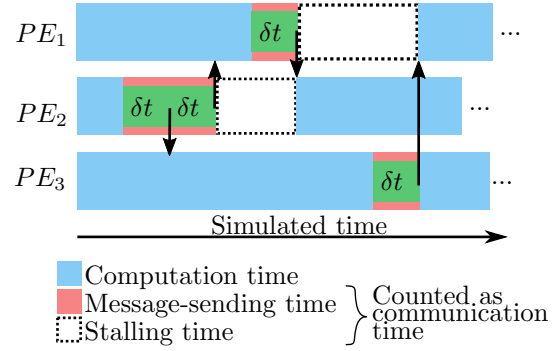 PE₁ δt ...
PE₂ δt δt ...
PE₃ δt ...
Simulated time
Computation time
Message-sending time
Stalling time
Counted as
communication
time